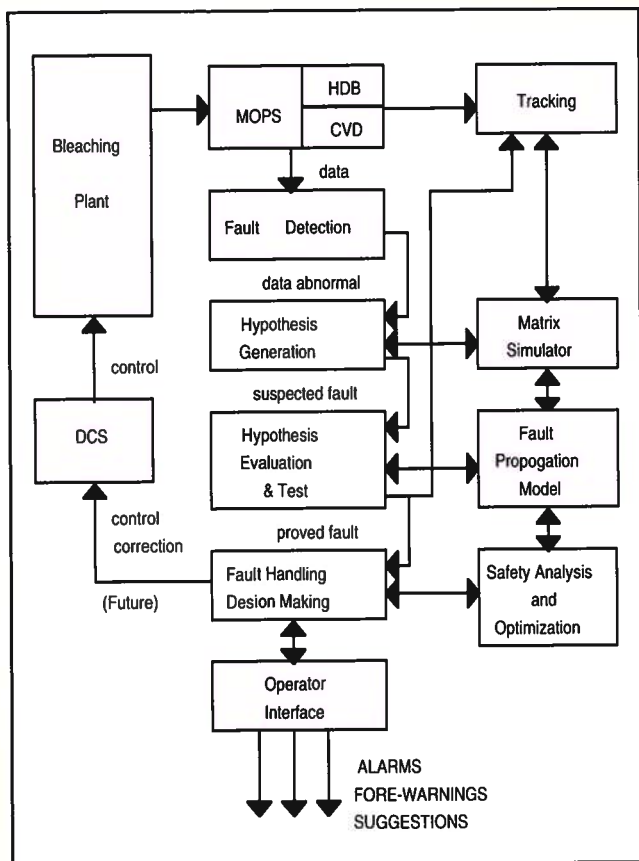 Bleaching
Plant
MOPS
HDB
CVD
Tracking
data
Fault Detection
data abnormal
Hypothesis
Generation
Matrix
Simulator
control
suspected fault
DCS
Hypothesis
Evaluation
& Test
Fault
Propogation
Model
control
correction
(Future)
proved fault
Fault Handling
Desion Making
Safety Analysis
and
Optimization
Operator
Interface
ALARMS
FORE-WARNINGS
SUGGESTIONS